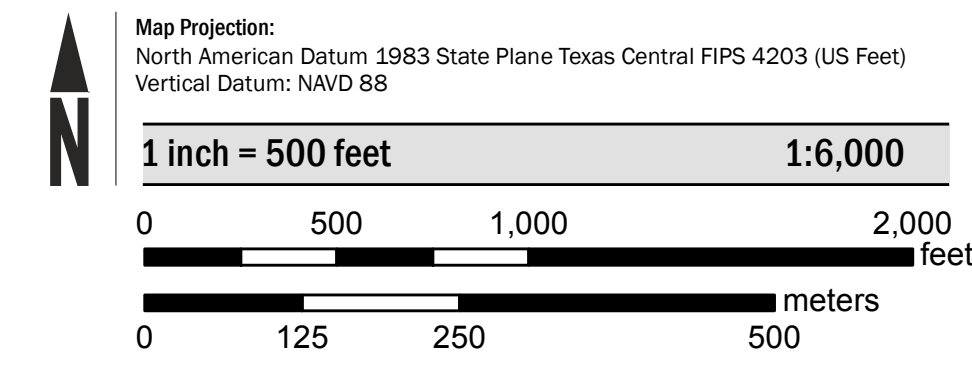 N
Map Projection:
North American Datum 1983 State Plane Texas Central FIPS 4203 (US Feet)
Vertical Datum: NAVD 88
1 inch = 500 feet 1:6,000
0 500 1,000 2,000
feet
meters
0 125 250 500